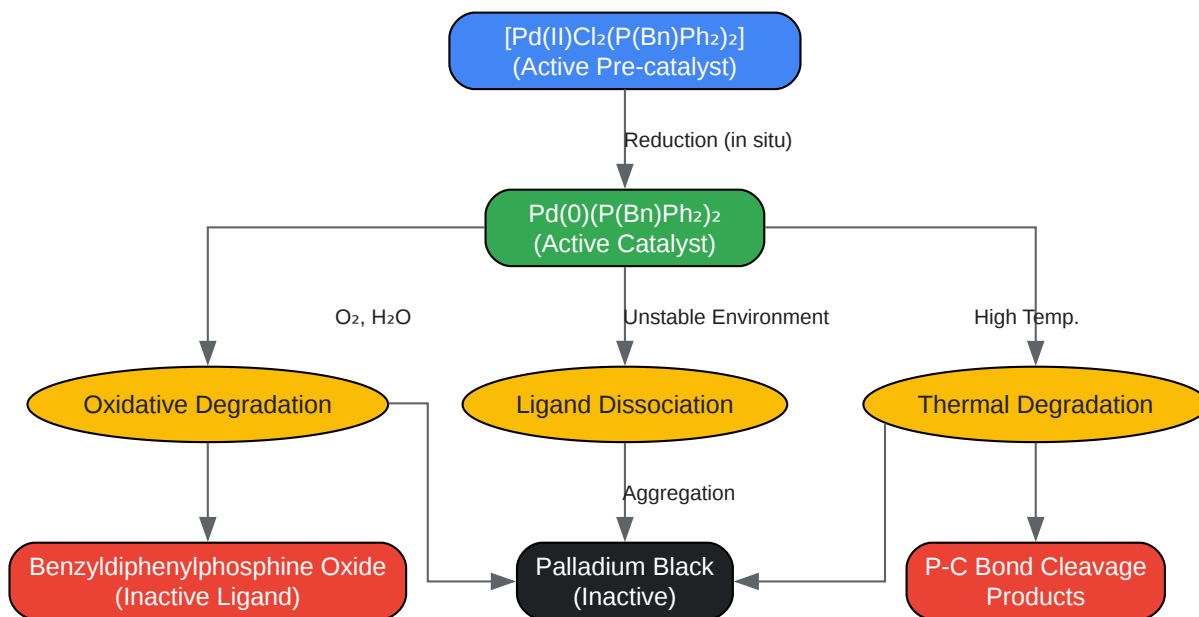 [Pd(II)Cl₂(P(Bn)Ph₂)₂]
(Active Pre-catalyst)
Reduction (in situ)
Pd(0)(P(Bn)Ph₂)₂
(Active Catalyst)
O₂, H₂O
Unstable Environment
High Temp.
Oxidative Degradation
Ligand Dissociation
Thermal Degradation
Aggregation
Benzyldiphenylphosphine Oxide
(Inactive Ligand)
Palladium Black
(Inactive)
P-C Bond Cleavage
Products